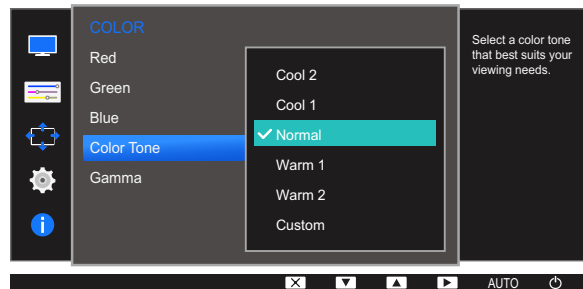 COLOR
Red
Green
Blue
Color Tone
Gamma
Cool 2
Cool 1
Normal
Warm 1
Warm 2
Custom
Select a color tone
that best suits your
viewing needs.
AUTO